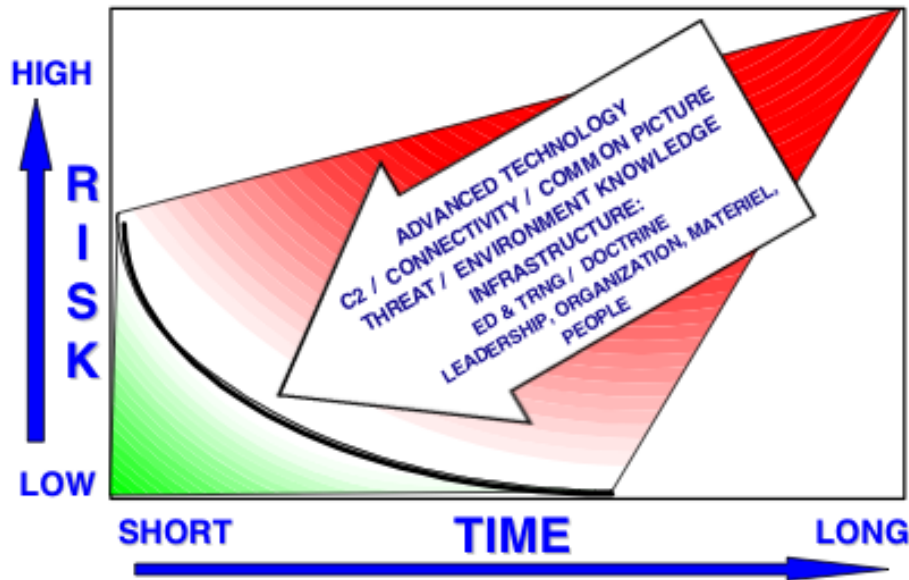 HIGH
RISK
LOW
ADVANCED TECHNOLOGY
C2 / CONNECTIVITY / COMMON PICTURE
THREAT / ENVIRONMENT KNOWLEDGE
INFRASTRUCTURE:
ED & TRNG / DOCTRINE
LEADERSHIP, ORGANIZATION, MATERIEL,
PEOPLE
SHORT
TIME
LONG